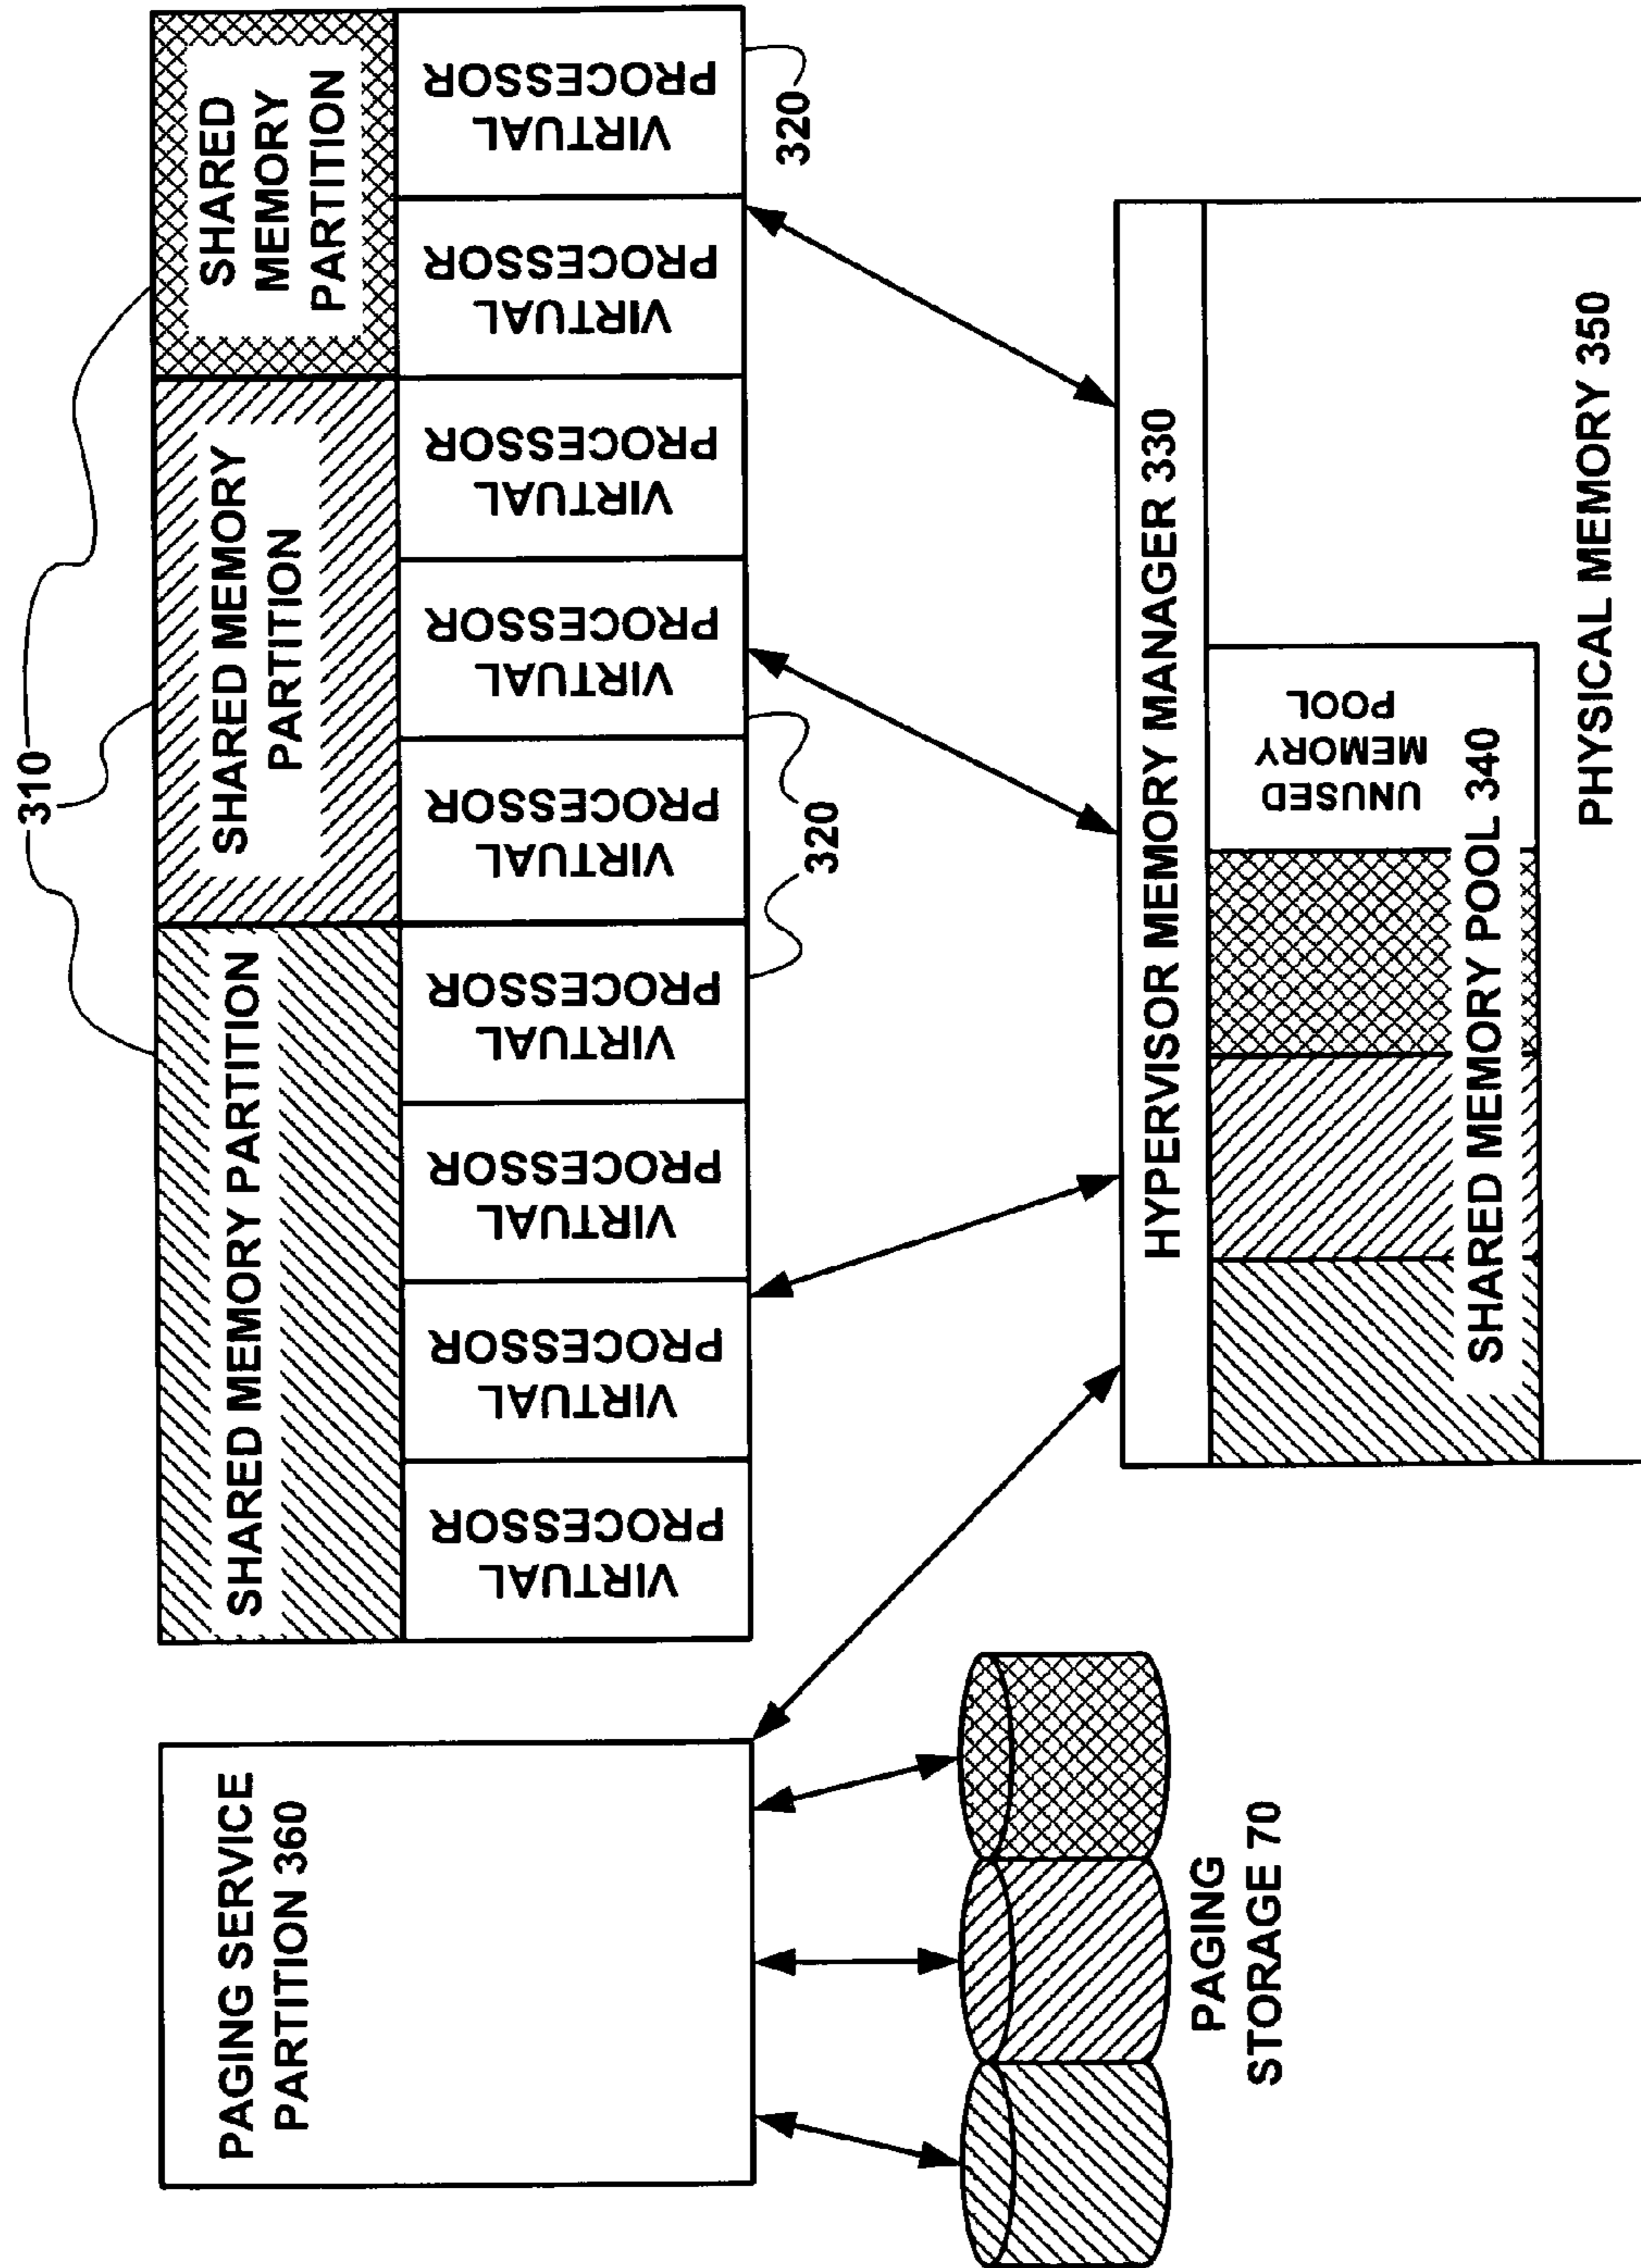 310
PAGING SERVICE
PARTITION 360
SHARED MEMORY PARTITION
SHARED MEMORY
PARTITION
SHARED
MEMORY
PARTITION
VIRTUAL
PROCESSOR
VIRTUAL
PROCESSOR
VIRTUAL
PROCESSOR
VIRTUAL
PROCESSOR
VIRTUAL
PROCESSOR
VIRTUAL
PROCESSOR
VIRTUAL
PROCESSOR
VIRTUAL
PROCESSOR
VIRTUAL
PROCESSOR
320
320
PAGING
STORAGE 70
HYPERVISOR MEMORY MANAGER 330
UNUSED
MEMORY
POOL
SHARED MEMORY POOL 340
PHYSICAL MEMORY 350